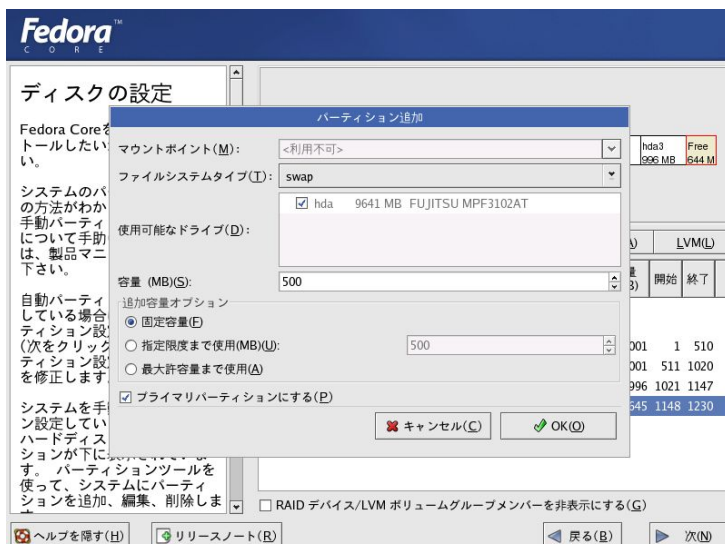 Fedora™
CORE
ディスクの設定
Fedora Coreを
トールしたい
い。
システムのパ
の方法がわか
手動パーティ
について手助
は、製品マニ
下さい。
自動パーティ
している場合
ティション設
(次をクリック
ティション設
を修正します
システムを手
ン設定してい
ハードディス
ションが下に表示されていま
す。 パーティションツールを
使って、システムにパーティ
ションを追加、編集、削除しま
パーティション追加
マウントポイント(M):
<利用不可>
ファイルシステムタイプ(T):
swap
使用可能なドライブ(D):
hda 9641 MB FUJITSU MPF3102AT
容量 (MB)(S):
500
追加容量オプション
固定容量(F)
指定限度まで使用(MB)(U):
500
最大許容量まで使用(A)
プライマリパーティションにする(P)
キャンセル(C)
OK(O)
hda3
996 MB
Free
644 M
LVM(L)
開始 終了
001 1 510
001 511 1020
996 1021 1147
645 1148 1230
RAID デバイス/LVM ボリュームグループメンバーを非表示にする(G)
ヘルプを隠す(H)
リリースノート(R)
戻る(B)
次(N)